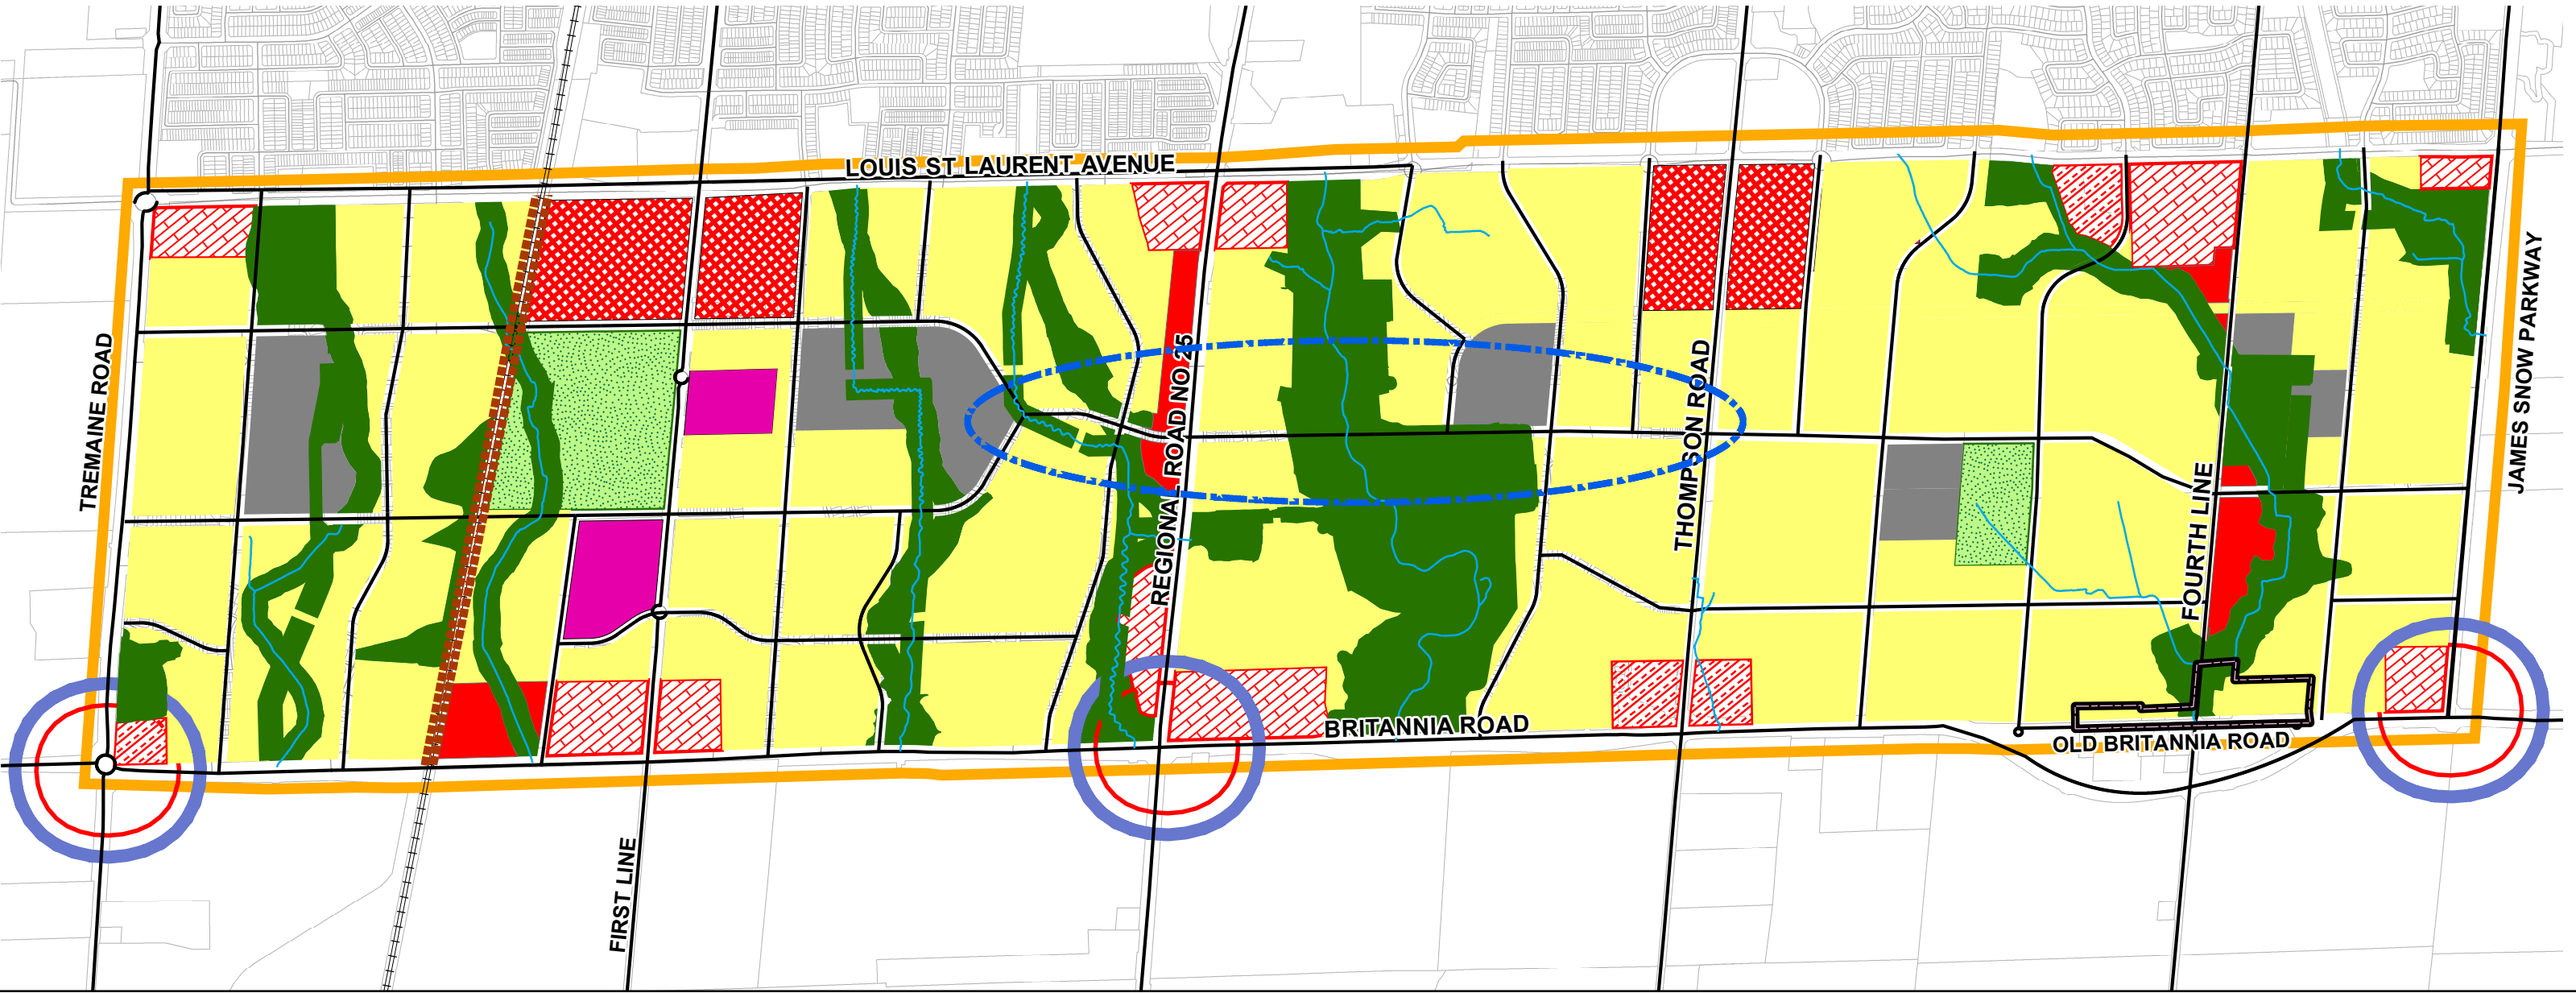 LOUIS ST LAURENT AVENUE
TREMAINE ROAD
REGIONAL ROAD NO 25
THOMPSON ROAD
FOURTH LINE
JAMES SNOW PARKWAY
BRITANNIA ROAD
OLD BRITANNIA ROAD
FIRST LINE